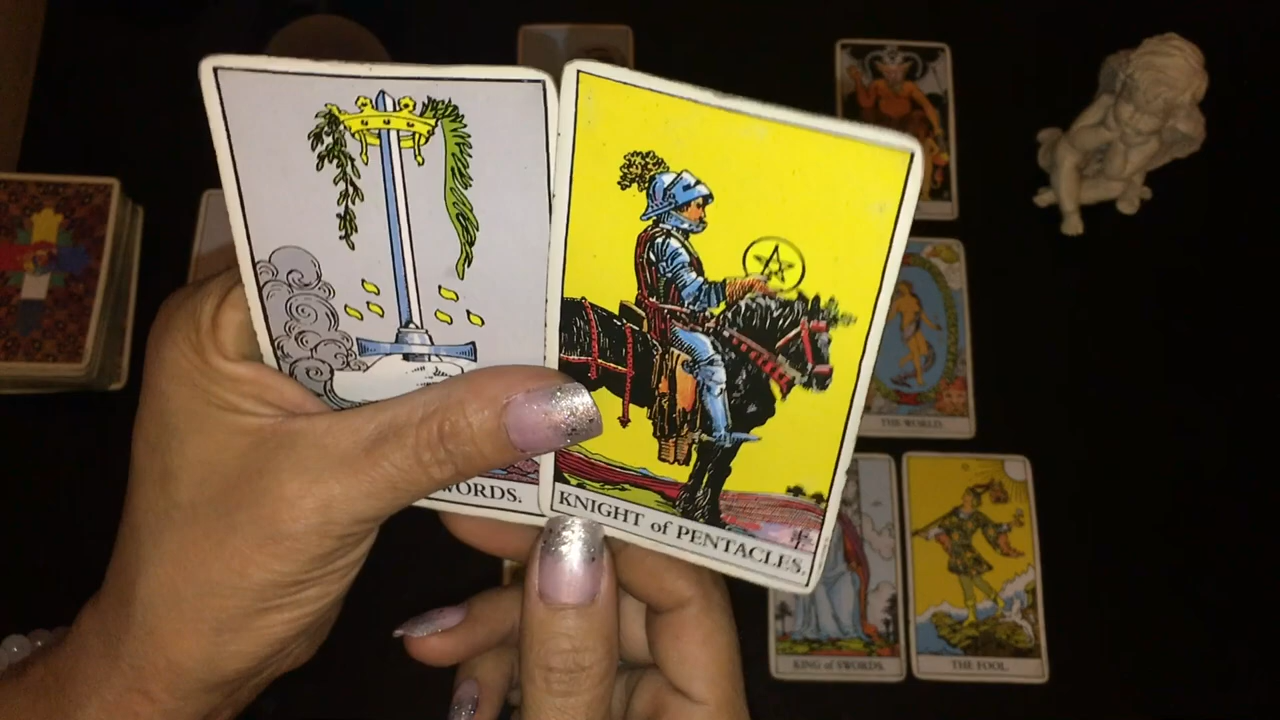 WORDS.
KNIGHT of PENTACLES.
THE WORLD.
KING of SWORDS.
THE FOOL.